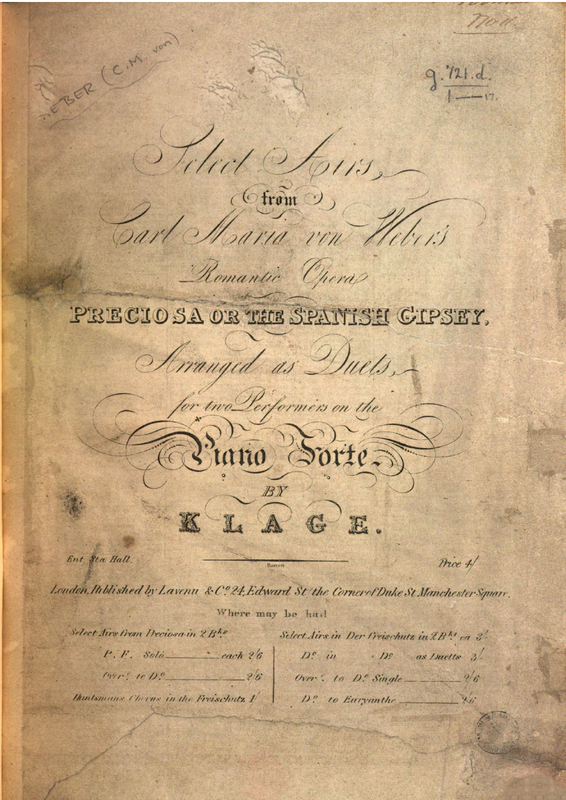 EBER (C. M. von)
g. 721. d.
1—17.
Select Airs,
from
Carl Maria von Weber's
Romantic Opera
PRECIOSA OR THE SPANISH GIPSEY,
Arranged as Duets,
for two Performers on the
Piano Forte.
BY
KLAGE.
Ent. Sta. Hall. Price 4/
London, Published by Lavenu & Co. 24, Edward St. the Corner of Duke St. Manchester Square.
Where may be had
Select Airs from Preciosa in 2 Bks.
P. F. Solo each 2/6
Overe. to Do. 2/6
Huntsmans Chorus in the Freischutz 1/
Select Airs in Der Freischutz in 2 Bks. ea 3/
Do. in Do. as Duetts
Overe. to Do. Single 2/6
Do. to Euryanthe